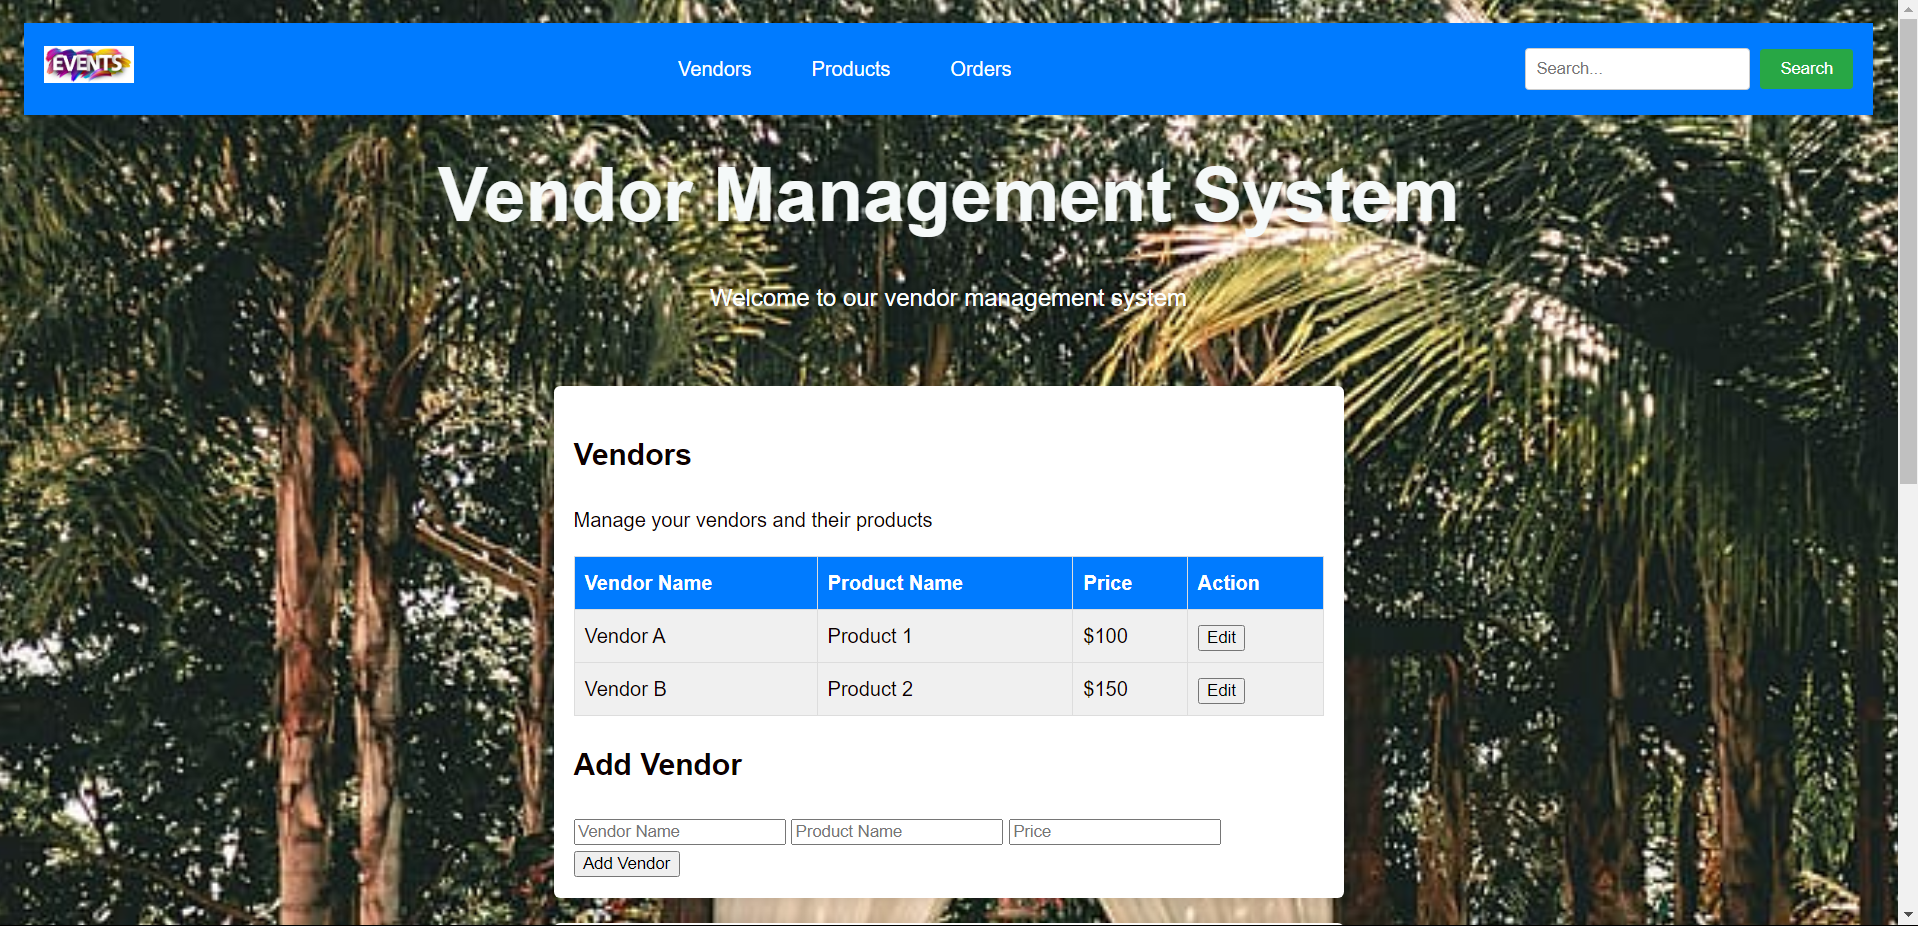 EVENTS
Vendors Products Orders
Search... Search
Vendor Management System
Welcome to our vendor management system
Vendors
Manage your vendors and their products
Vendor Name Product Name Price Action
Vendor A Product 1 $100 Edit
Vendor B Product 2 $150 Edit
Add Vendor
Vendor Name Product Name Price
Add Vendor